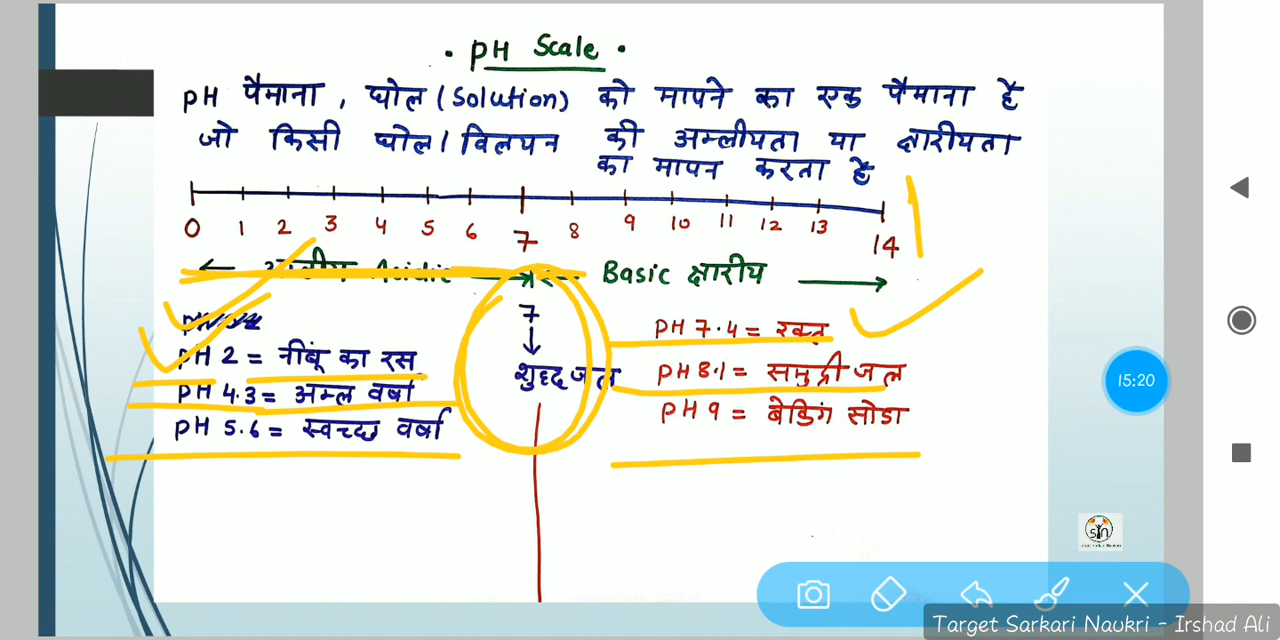 • pH Scale •
pH पैमाना, घोल (Solution) को मापने का एक पैमाना है
जो किसी घोल/विलयन की अम्लीयता या क्षारीयता
का मापन करता है
0 1 2 3 4 5 6 7 8 9 10 11 12 13 14
← Acidic → ← Basic क्षारीय →
7
↓
शुद्ध जल
PH 2 = नींबू का रस
PH 4.3 = अम्ल वर्षा
PH 5.6 = स्वच्छ वर्षा
PH 7.4 = रक्त
PH 8.1 = समुद्री जल
PH 9 = बेडिंग सोडा
15:20
Target Sarkari Naukri - Irshad Ali